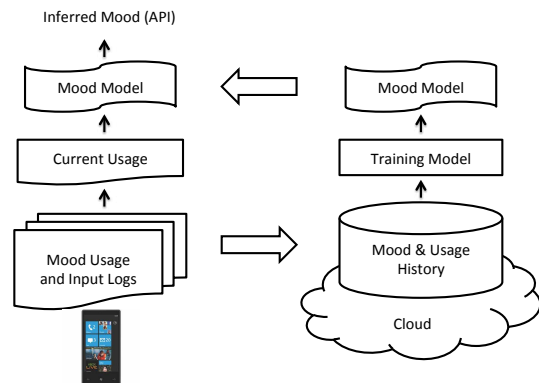 Inferred Mood (API)
Mood Model
Mood Model
Current Usage
Training Model
Mood Usage
and Input Logs
Mood & Usage
History
Cloud